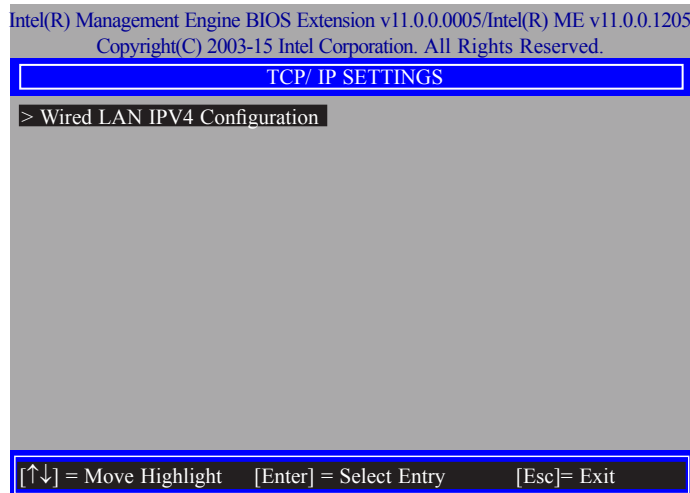 Intel(R) Management Engine BIOS Extension v11.0.0.0005/Intel(R) ME v11.0.0.1205
Copyright(C) 2003-15 Intel Corporation. All Rights Reserved.
TCP/ IP SETTINGS
> Wired LAN IPV4 Configuration
[↑↓] = Move Highlight [Enter] = Select Entry [Esc]= Exit